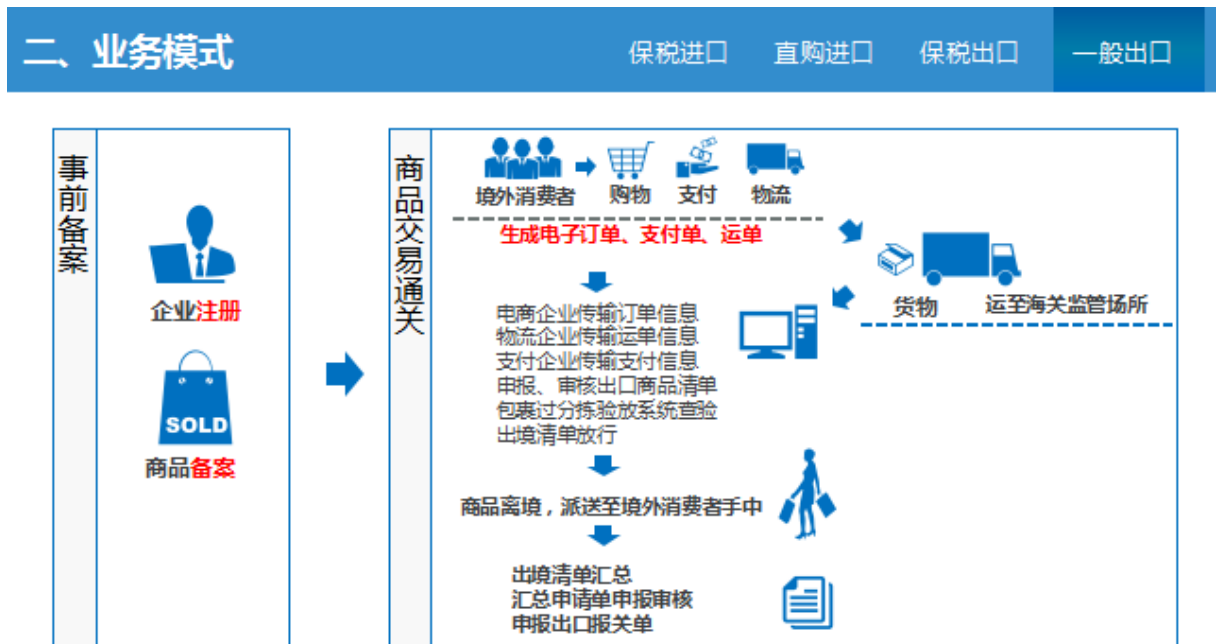 二、业务模式
保税进口
直购进口
保税出口
一般出口
事前备案
企业注册
SOLD
商品备案
商品交易通关
境外消费者
购物
支付
物流
生成电子订单、支付单、运单
货物
运至海关监管场所
电商企业传输订单信息
物流企业传输运单信息
支付企业传输支付信息
申报、审核出口商品清单
包裹过分拣验放系统查验
出境清单放行
商品离境，派送至境外消费者手中
出境清单汇总
汇总申请单申报审核
申报出口报关单